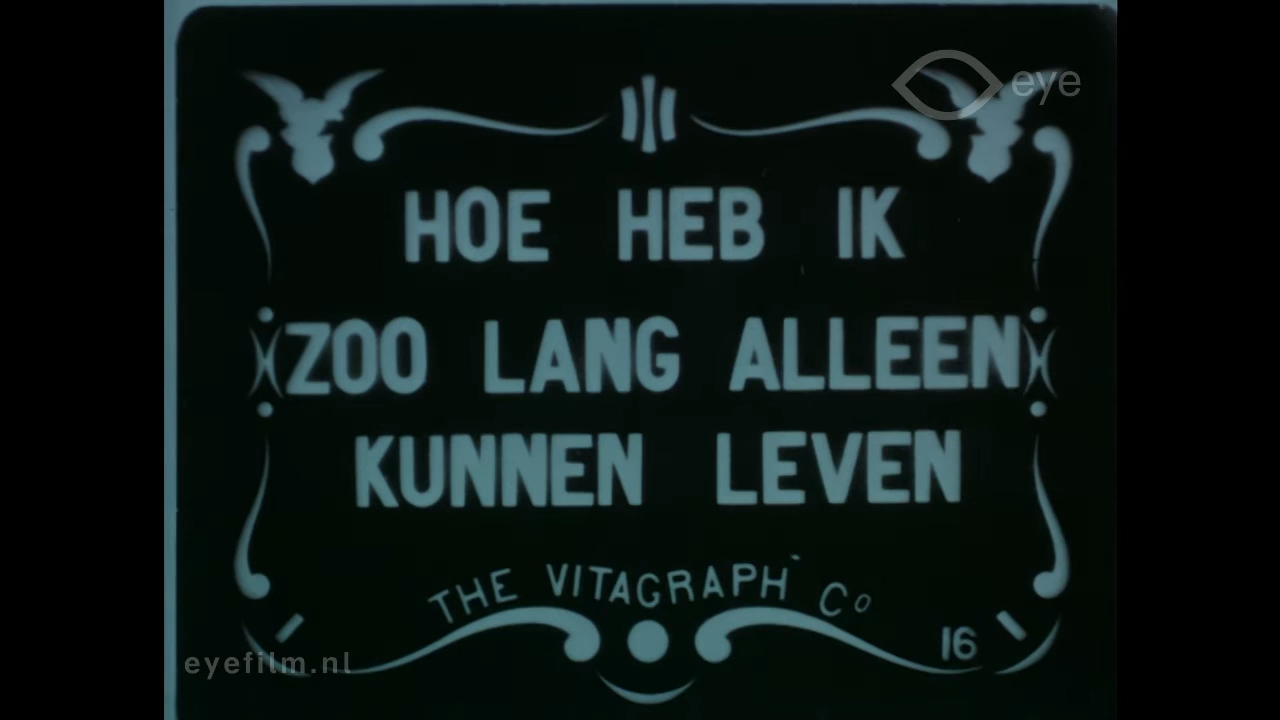 eye
HOE HEB IK
ZOO LANG ALLEEN
KUNNEN LEVEN
THE VITAGRAPH Co
16
eyefilm.nl